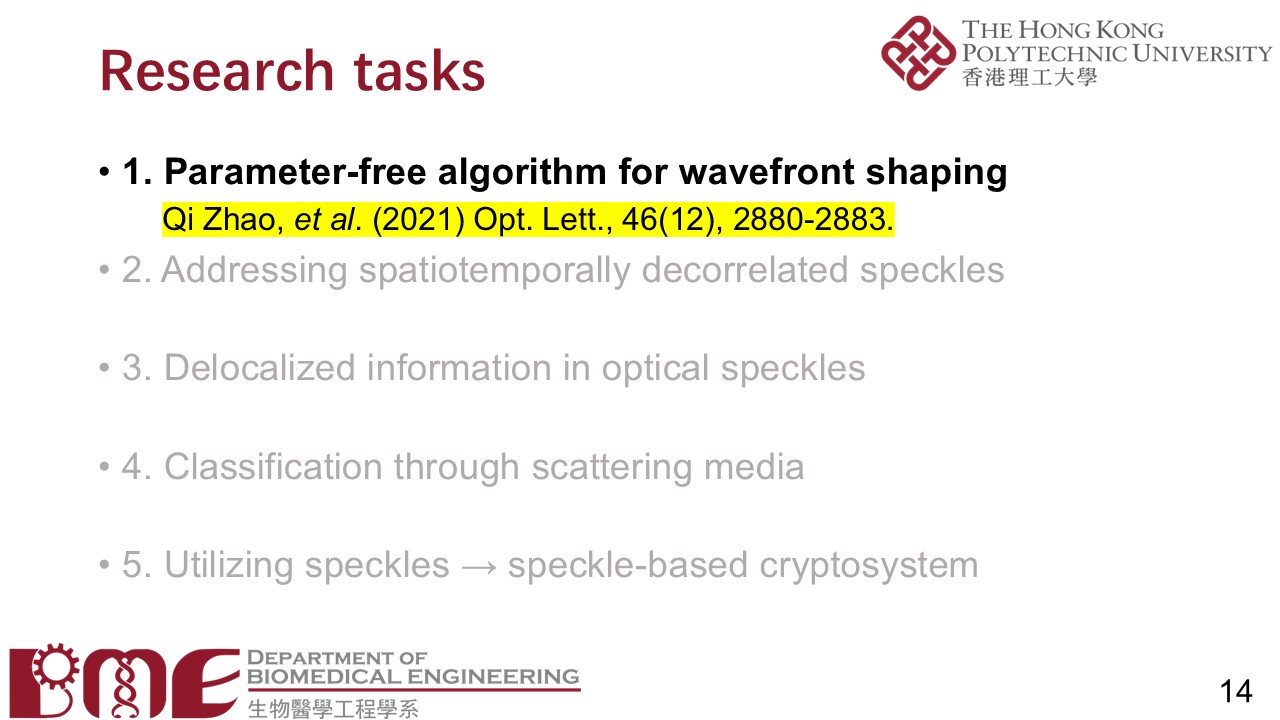 Research tasks
THE HONG KONG
POLYTECHNIC UNIVERSITY
香港理工大學
• 1. Parameter-free algorithm for wavefront shaping
Qi Zhao, et al. (2021) Opt. Lett., 46(12), 2880-2883.
• 2. Addressing spatiotemporally decorrelated speckles
• 3. Delocalized information in optical speckles
• 4. Classification through scattering media
• 5. Utilizing speckles → speckle-based cryptosystem
BME
DEPARTMENT OF
BIOMEDICAL ENGINEERING
生物醫學工程學系
14